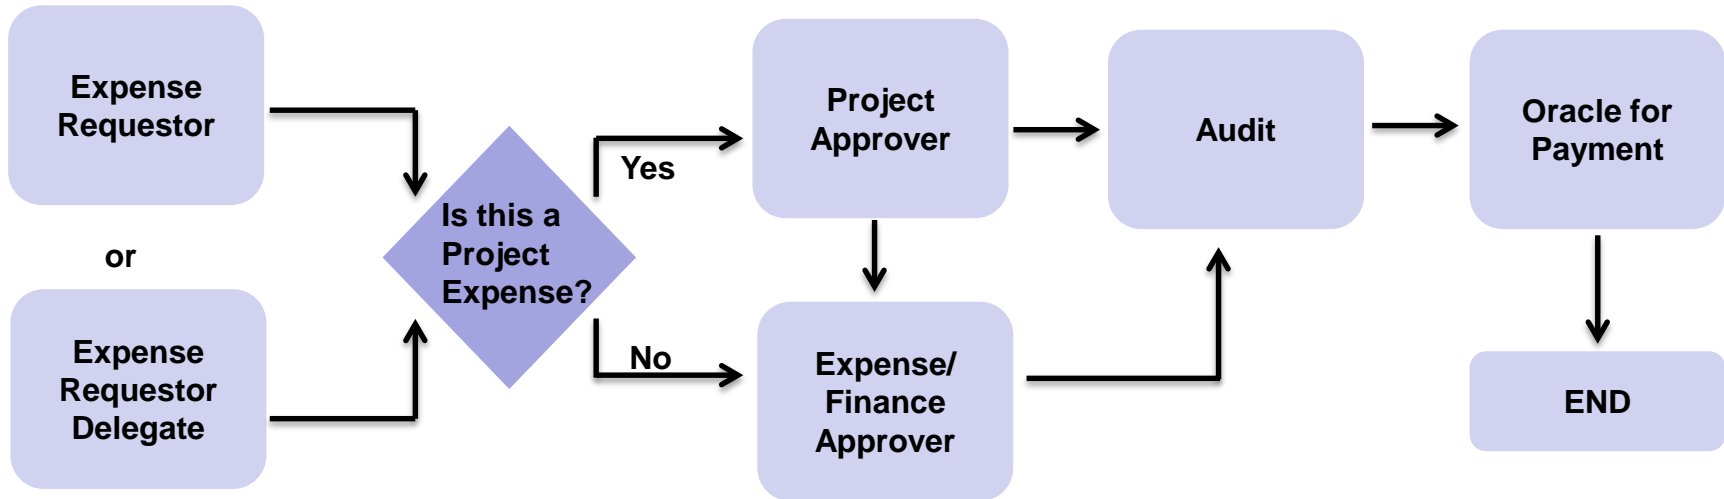 Expense
Requestor
or
Expense
Requestor
Delegate
Is this a
Project
Expense?
Yes
No
Project
Approver
Expense/
Finance
Approver
Audit
Oracle for
Payment
END